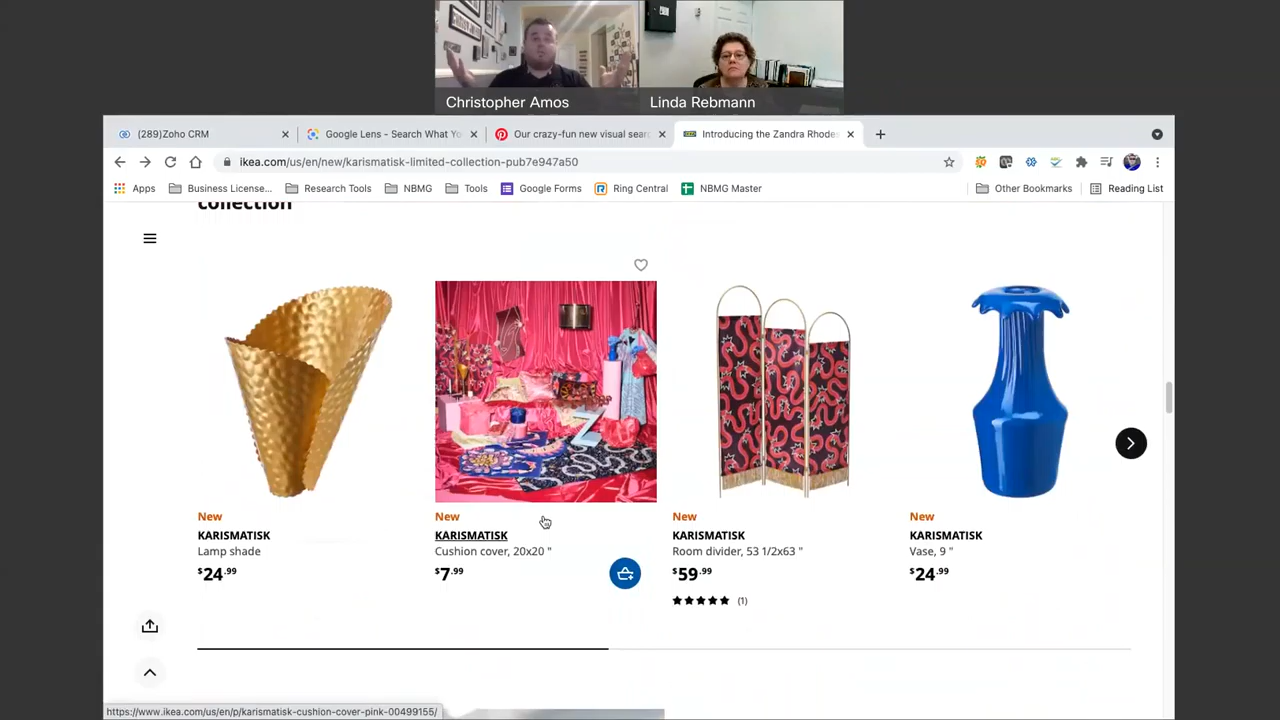 Christopher Amos
Linda Rebmann
(289)Zoho CRM
Google Lens - Search What Yo
Our crazy-fun new visual sear
Introducing the Zandra Rhodes
ikea.com/us/en/new/karismatisk-limited-collection-pub7e947a50
Apps
Business License...
Research Tools
NBMG
Tools
Google Forms
Ring Central
NBMG Master
Other Bookmarks
Reading List
collection
New
KARISMATISK
Lamp shade
$24.99
New
KARISMATISK
Cushion cover, 20x20 "
$7.99
New
KARISMATISK
Room divider, 53 1/2x63 "
$59.99
(1)
New
KARISMATISK
Vase, 9 "
$24.99
https://www.ikea.com/us/en/p/karismatisk-cushion-cover-pink-00499155/